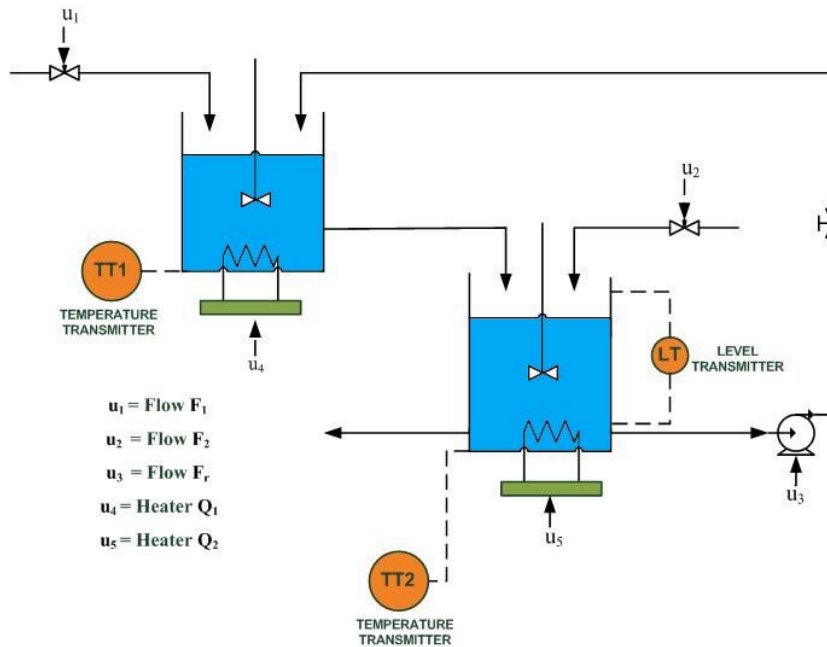 u₁
u₂
TT1
TEMPERATURE
TRANSMITTER
u₄
LT
LEVEL
TRANSMITTER
u₁ = Flow F₁
u₂ = Flow F₂
u₃ = Flow Fᵣ
u₄ = Heater Q₁
u₅ = Heater Q₂
u₃
u₅
TT2
TEMPERATURE
TRANSMITTER